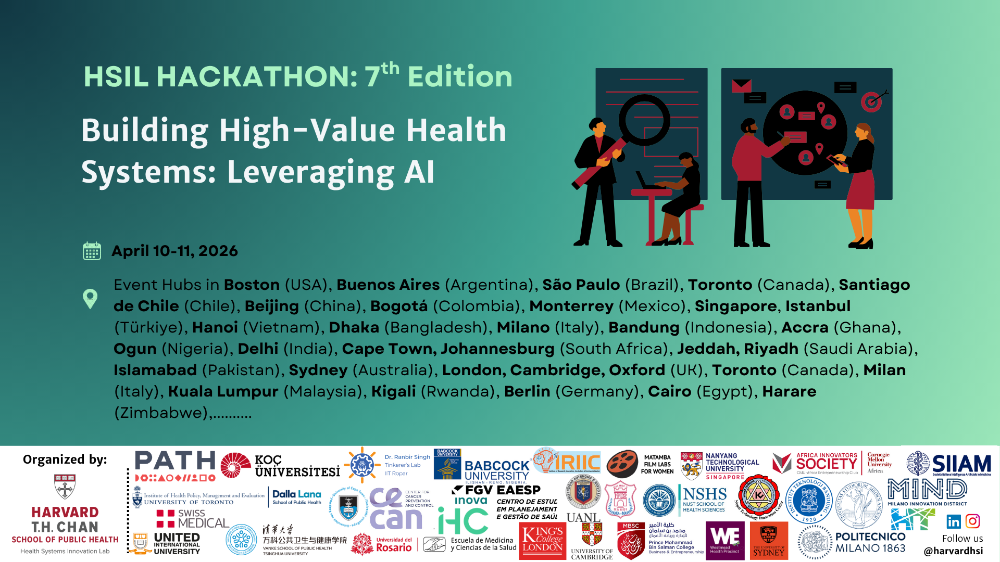 HSIL HACKATHON: 7th Edition
Building High-Value Health
Systems: Leveraging AI
April 10-11, 2026
Event Hubs in Boston (USA), Buenos Aires (Argentina), São Paulo (Brazil), Toronto (Canada), Santiago
de Chile (Chile), Beijing (China), Bogotá (Colombia), Monterrey (Mexico), Singapore, Istanbul
(Türkiye), Hanoi (Vietnam), Dhaka (Bangladesh), Milano (Italy), Bandung (Indonesia), Accra (Ghana),
Ogun (Nigeria), Delhi (India), Cape Town, Johannesburg (South Africa), Jeddah, Riyadh (Saudi Arabia),
Islamabad (Pakistan), Sydney (Australia), London, Cambridge, Oxford (UK), Toronto (Canada), Milan
(Italy), Kuala Lumpur (Malaysia), Kigali (Rwanda), Berlin (Germany), Cairo (Egypt), Harare
(Zimbabwe),..........
Organized by:
HARVARD
T.H. CHAN
SCHOOL OF PUBLIC HEALTH
Health Systems Innovation Lab
PATH
KOÇ
ÜNİVERSİTESİ
Dr. Ranbir Singh
Tinkerer's Lab
IIT Ropar
BABCOCK
UNIVERSITY
BABCOCK
UNIVERSITY
ILISHAN - REMO, NIGERIA.
IRIIC
MATAMBA
FILM LABS
FOR WOMEN
NANYANG
TECHNOLOGICAL
UNIVERSITY
SINGAPORE
AFRICA INNOVATORS
SOCIETY
CMU-Africa Entrepreneurship Club
Carnegie
Mellon
University
Africa
SIIAM
Società Italiana Intelligenza Artificiale in Medicina
Institute of Health Policy, Management and Evaluation
UNIVERSITY OF TORONTO
Dalla Lana
School of Public Health
ce
can
CENTER FOR
CANCER
PREVENTION
AND CONTROL
FGV EAESP
inova
CENTRO DE ESTUD
EM PLANEJAMENT
E GESTÃO DE SAÚL
iHC
UANL
NSHS
NUST SCHOOL OF
HEALTH SCIENCES
Nepal Technology Innovation Center
INSTITUT TEKNOLOGI BANDUNG
1920
MIND
MILANO INNOVATION DISTRICT
SWISS
MEDICAL
UNITED
INTERNATIONAL
UNIVERSITY
清华大学
万科公共卫生与健康学院
VANKE SCHOOL OF PUBLIC HEALTH
TSINGHUA UNIVERSITY
Universidad del
Rosario
Escuela de Medicina
y Ciencias de la Salud
KING'S
College
LONDON
UNIVERSITY OF
CAMBRIDGE
MBSC
كلية الأمير
محمد بن سلمان
للإدارة وريادة الأعمال
Prince Mohammad
Bin Salman College
Business & Entrepreneurship
WE
Westmead
Health Precinct
THE UNIVERSITY OF
SYDNEY
POLITECNICO
MILANO 1863
Follow us
@harvardhsi